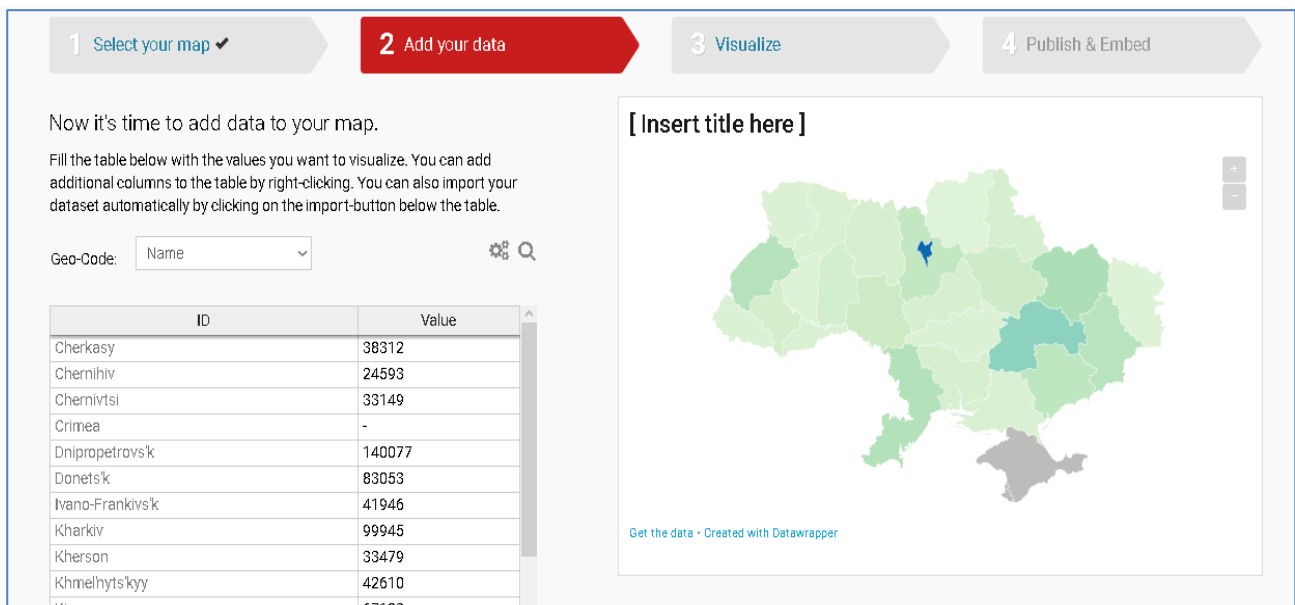 1 Select your map ✔
2 Add your data
3 Visualize
4 Publish & Embed
Now it's time to add data to your map.
Fill the table below with the values you want to visualize. You can add
additional columns to the table by right-clicking. You can also import your
dataset automatically by clicking on the import-button below the table.
Geo-Code: Name
ID Value
Cherkasy 38312
Chernihiv 24593
Chernivtsi 33149
Crimea -
Dnipropetrovs'k 140077
Donets'k 83053
Ivano-Frankivs'k 41946
Kharkiv 99945
Kherson 33479
Khmel'nyts'kyy 42610
[ Insert title here ]
+
−
Get the data • Created with Datawrapper